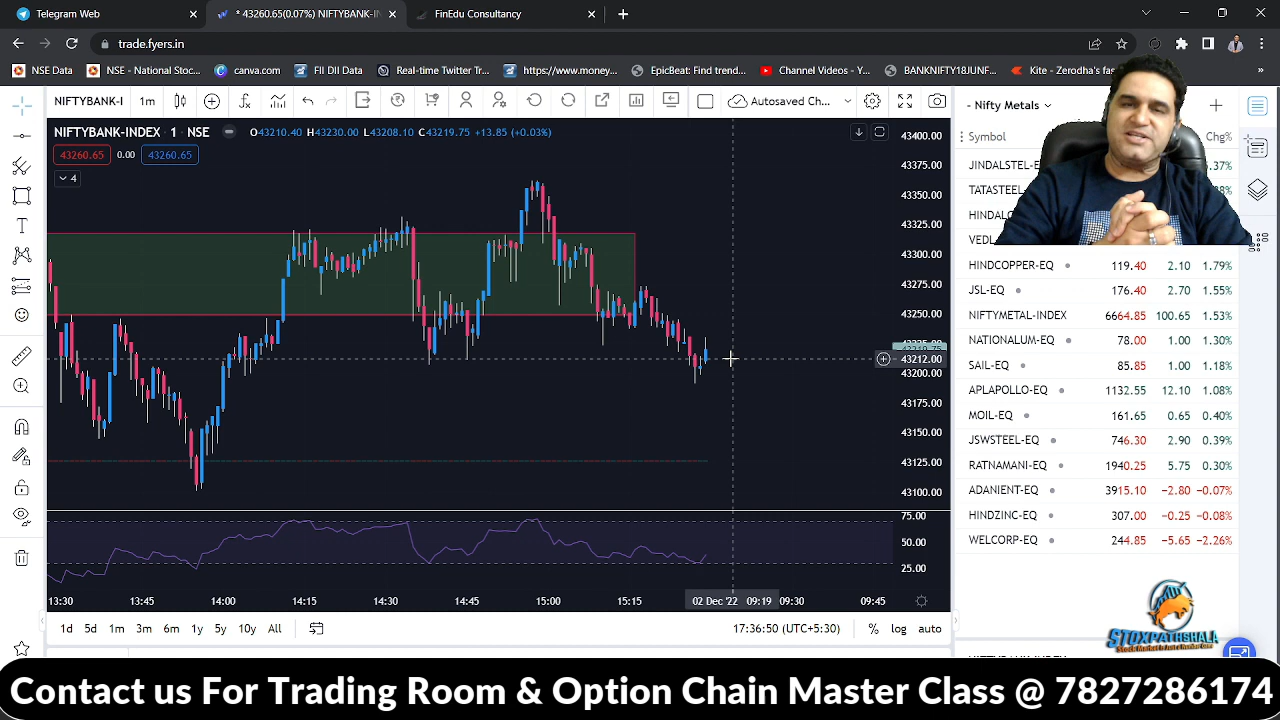 Telegram Web
* 43260.65(0.07%) NIFTYBANK-IN
FinEdu Consultancy
trade.fyers.in
NSE Data
NSE - National Stoc...
canva.com
FII DII Data
Real-time Twitter Tr...
https://www.money...
EpicBeat: Find trend...
Channel Videos - Y...
BANKNIFTY18JUNF...
Kite - Zerodha's fas
NIFTYBANK-I
1m
Autosaved Ch...
- Nifty Metals
NIFTYBANK-INDEX 1 · NSE
O43210.40 H43230.00 L43208.10 C43219.75 +13.85 (+0.03%)
43260.65 0.00 43260.65
4
Symbol
Chg%
JINDALSTEL-E
.37%
TATASTEEL-
HINDALC
VEDL
HINDCOPPER-EQ 119.40 2.10 1.79%
JSL-EQ 176.40 2.70 1.55%
NIFTYMETAL-INDEX 6664.85 100.65 1.53%
NATIONALUM-EQ 78.00 1.00 1.30%
SAIL-EQ 85.85 1.00 1.18%
APLAPOLLO-EQ 1132.55 12.10 1.08%
MOIL-EQ 161.65 0.65 0.40%
JSWSTEEL-EQ 746.30 2.90 0.39%
RATNAMANI-EQ 1940.25 5.75 0.30%
ADANIENT-EQ 3915.10 −2.80 −0.07%
HINDZINC-EQ 307.00 −0.25 −0.08%
WELCORP-EQ 244.85 −5.65 −2.26%
43400.00
43375.00
43350.00
43325.00
43300.00
43275.00
43250.00
43212.00
43200.00
43175.00
43150.00
43125.00
43100.00
75.00
50.00
25.00
13:30 13:45 14:00 14:15 14:30 14:45 15:00 15:15 02 Dec '22 09:19 09:30 09:45
1d 5d 1m 3m 6m 1y 5y 10y All
17:36:50 (UTC+5:30) % log auto
STOXPATHSHALA
Contact us For Trading Room & Option Chain Master Class @ 7827286174